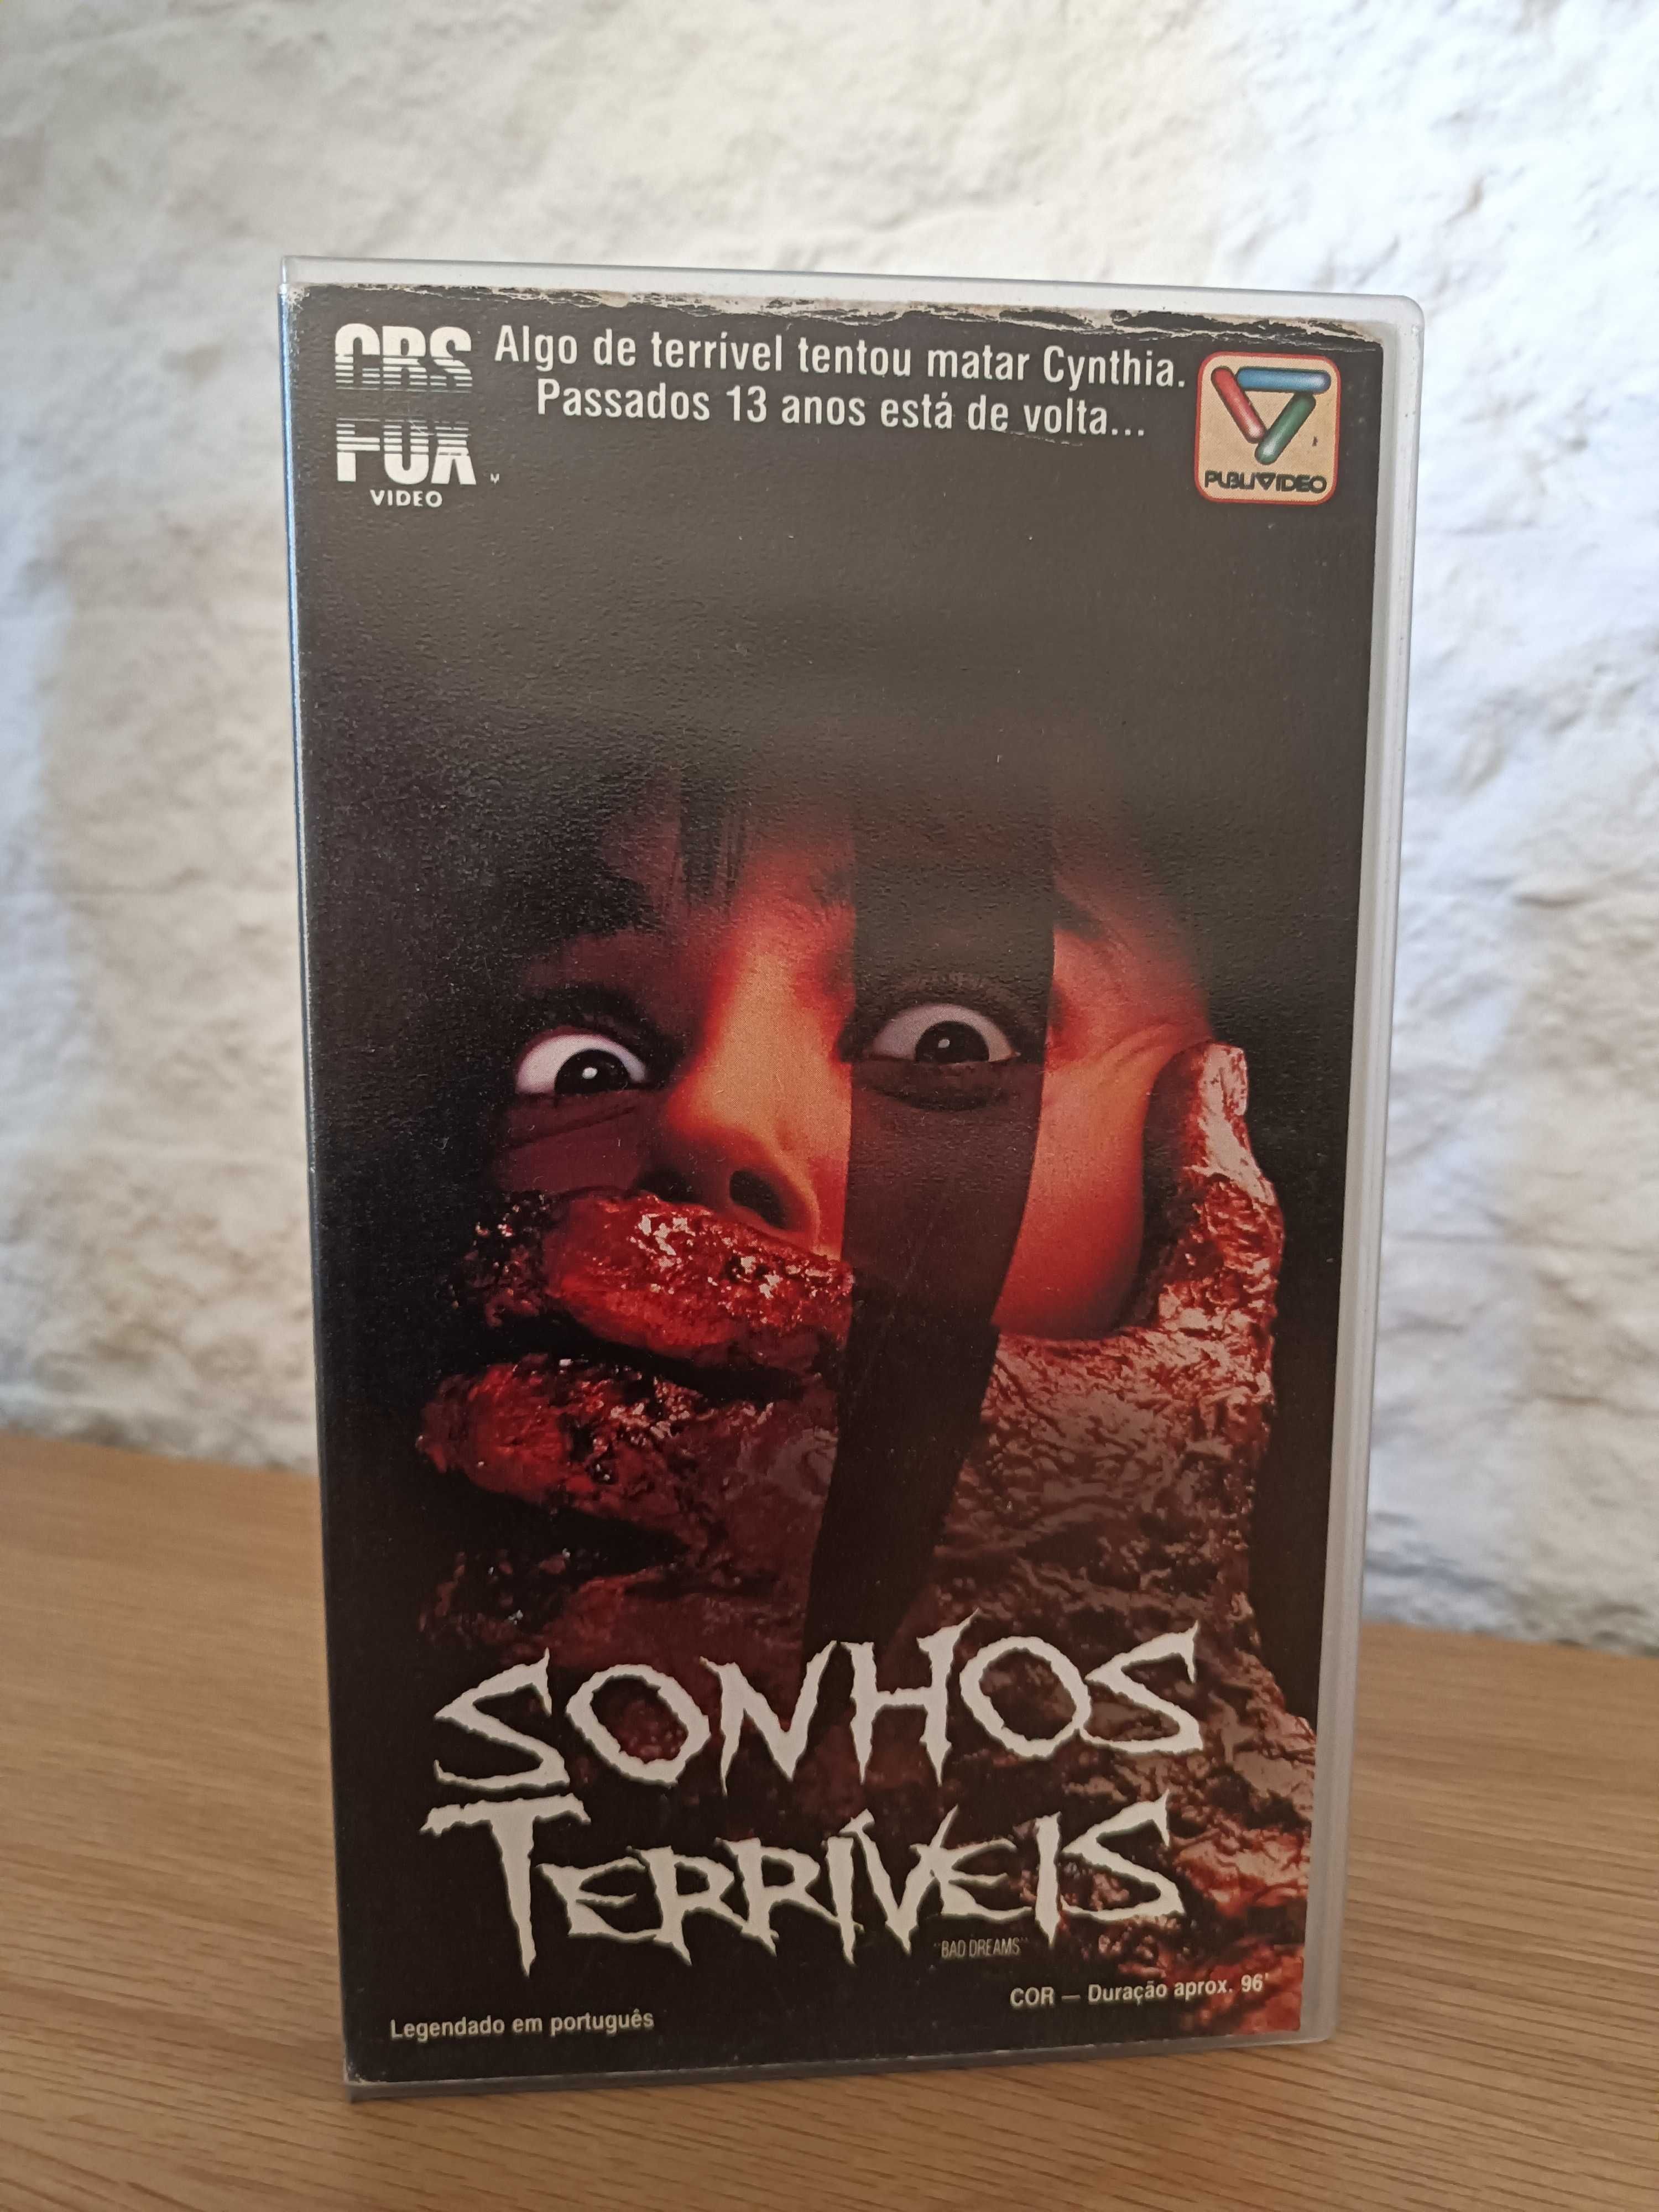 CBS
FOX
VIDEO
Algo de terrível tentou matar Cynthia.
Passados 13 anos está de volta...
PUBLIVIDEO
SONHOS
TERRÍVEIS
"BAD DREAMS"
COR — Duração aprox. 96'
Legendado em português